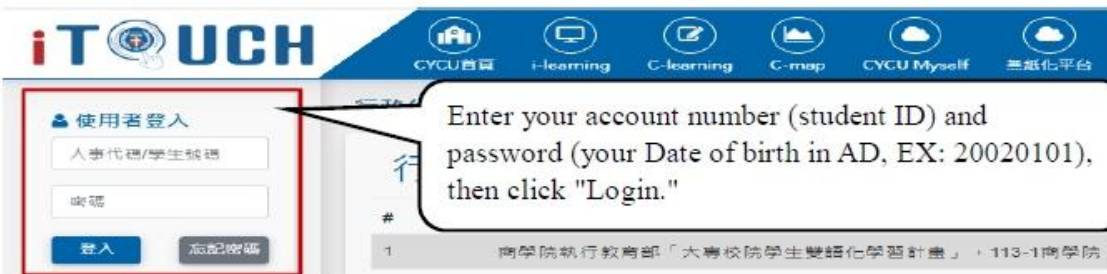 iTOUCH
CYCU首頁 i-learning C-learning C-map CYCU Myself 無紙化平台
使用者登入
人事代碼/學生號碼
密碼
登入 忘記密碼
Enter your account number (student ID) and
password (your Date of birth in AD, EX: 20020101),
then click "Login."
行
#
1 商學院執行教育部「大專校院學生雙語化學習計畫」，113-1商學院